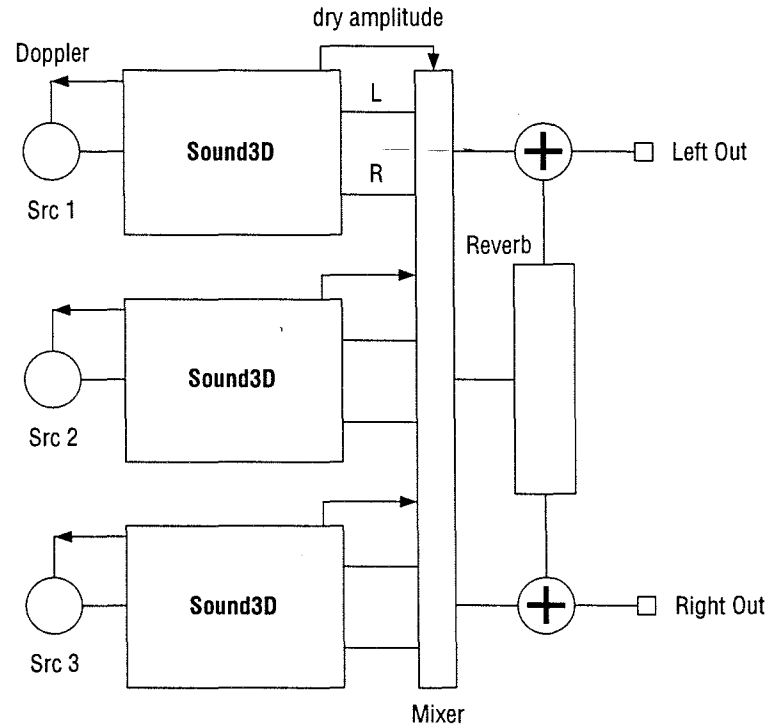 dry amplitude
Doppler
L
Sound3D
R
Left Out
Src 1
Reverb
Sound3D
Src 2
Sound3D
Right Out
Src 3
Mixer